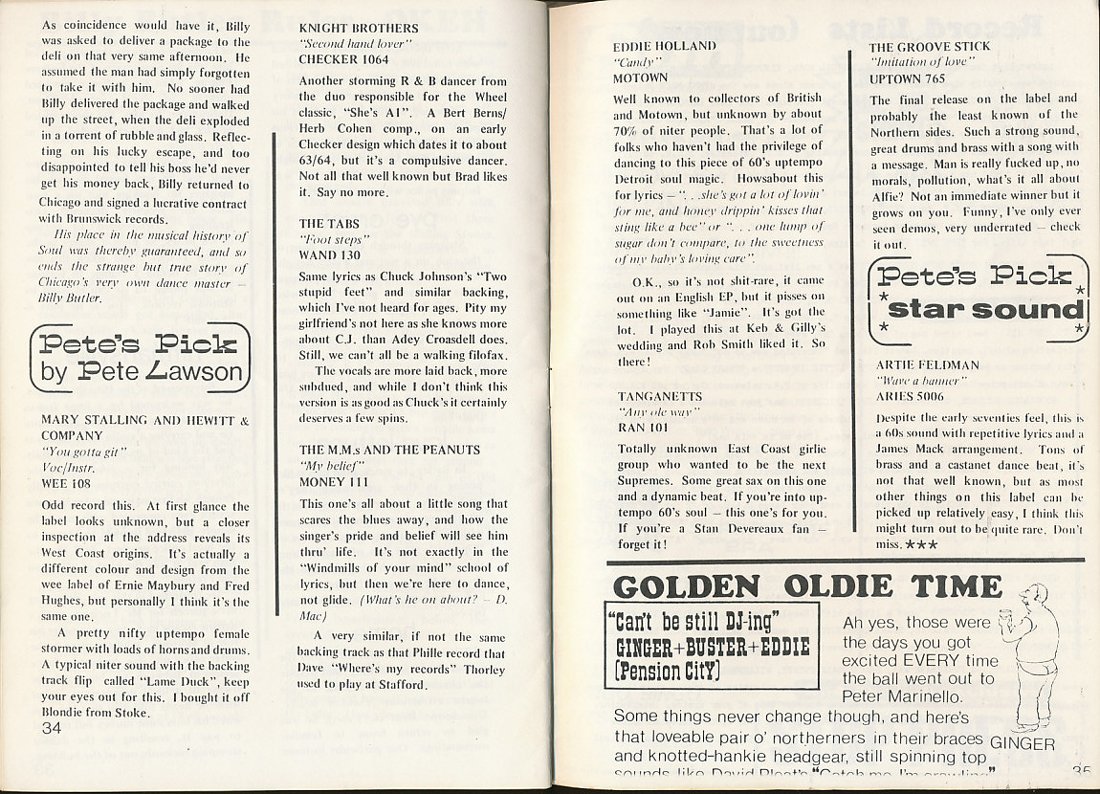 As coincidence would have it, Billy
was asked to deliver a package to the
deli on that very same afternoon. He
assumed the man had simply forgotten
to take it with him. No sooner had
Billy delivered the package and walked
up the street, when the deli exploded
in a torrent of rubble and glass. Reflec-
ting on his lucky escape, and too
disappointed to tell his boss he'd never
get his money back, Billy returned to
Chicago and signed a lucrative contract
with Brunswick records.
His place in the musical history of
Soul was thereby guaranteed, and so
ends the strange but true story of
Chicago's very own dance master –
Billy Butler.
Pete's Pick
by Pete Lawson
MARY STALLING AND HEWITT &
COMPANY
"You gotta git"
Voc/Instr.
WEE 108
Odd record this. At first glance the
label looks unknown, but a closer
inspection at the address reveals its
West Coast origins. It's actually a
different colour and design from the
wee label of Ernie Maybury and Fred
Hughes, but personally I think it's the
same one.
A pretty nifty uptempo female
stormer with loads of horns and drums.
A typical niter sound with the backing
track flip called "Lame Duck", keep
your eyes out for this. I bought it off
Blondie from Stoke.
34
KNIGHT BROTHERS
"Second hand lover"
CHECKER 1064
Another storming R & B dancer from
the duo responsible for the Wheel
classic, "She's A1". A Bert Berns/
Herb Cohen comp., on an early
Checker design which dates it to about
63/64, but it's a compulsive dancer.
Not all that well known but Brad likes
it. Say no more.
THE TABS
"Foot steps"
WAND 130
Same lyrics as Chuck Johnson's "Two
stupid feet" and similar backing,
which I've not heard for ages. Pity my
girlfriend's not here as she knows more
about C.J. than Adey Croasdell does.
Still, we can't all be a walking filofax.
The vocals are more laid back, more
subdued, and while I don't think this
version is as good as Chuck's it certainly
deserves a few spins.
THE M.M.s AND THE PEANUTS
"My belief"
MONEY 111
This one's all about a little song that
scares the blues away, and how the
singer's pride and belief will see him
thru' life. It's not exactly in the
"Windmills of your mind" school of
lyrics, but then we're here to dance,
not glide. (What's he on about? – D.
Mac)
A very similar, if not the same
backing track as that Phille record that
Dave "Where's my records" Thorley
used to play at Stafford.
EDDIE HOLLAND
"Candy"
MOTOWN
Well known to collectors of British
and Motown, but unknown by about
70% of niter people. That's a lot of
folks who haven't had the privilege of
dancing to this piece of 60's uptempo
Detroit soul magic. Howsabout this
for lyrics – ". . .she's got a lot of lovin'
for me, and honey drippin' kisses that
sting like a bee" or ". . . one lump of
sugar don't compare, to the sweetness
of my baby's loving care".
O.K., so it's not shit-rare, it came
out on an English EP, but it pisses on
something like "Jamie". It's got the
lot. I played this at Keb & Gilly's
wedding and Rob Smith liked it. So
there!
TANGANETTS
"Any ole way"
RAN 101
Totally unknown East Coast girlie
group who wanted to be the next
Supremes. Some great sax on this one
and a dynamic beat. If you're into up-
tempo 60's soul – this one's for you.
If you're a Stan Devereaux fan –
forget it!
THE GROOVE STICK
"Imitation of love"
UPTOWN 765
The final release on the label and
probably the least known of the
Northern sides. Such a strong sound,
great drums and brass with a song with
a message. Man is really fucked up, no
morals, pollution, what's it all about
Alfie? Not an immediate winner but it
grows on you. Funny, I've only ever
seen demos, very underrated – check
it out.
Pete's Pick
star sound
ARTIE FELDMAN
"Wave a banner"
ARIES 5006
Despite the early seventies feel, this is
a 60s sound with repetitive lyrics and a
James Mack arrangement. Tons of
brass and a castanet dance beat, it's
not that well known, but as most
other things on this label can be
picked up relatively easy, I think this
might turn out to be quite rare. Don't
miss. ★★★
GOLDEN OLDIE TIME
"Can't be still DJ-ing"
GINGER+BUSTER+EDDIE
(Pension City)
Ah yes, those were
the days you got
excited EVERY time
the ball went out to
Peter Marinello.
Some things never change though, and here's
that loveable pair o' northerners in their braces
and knotted-hankie headgear, still spinning top
sounds like David Pleat's "Catch me I'm crawling"
GINGER
35